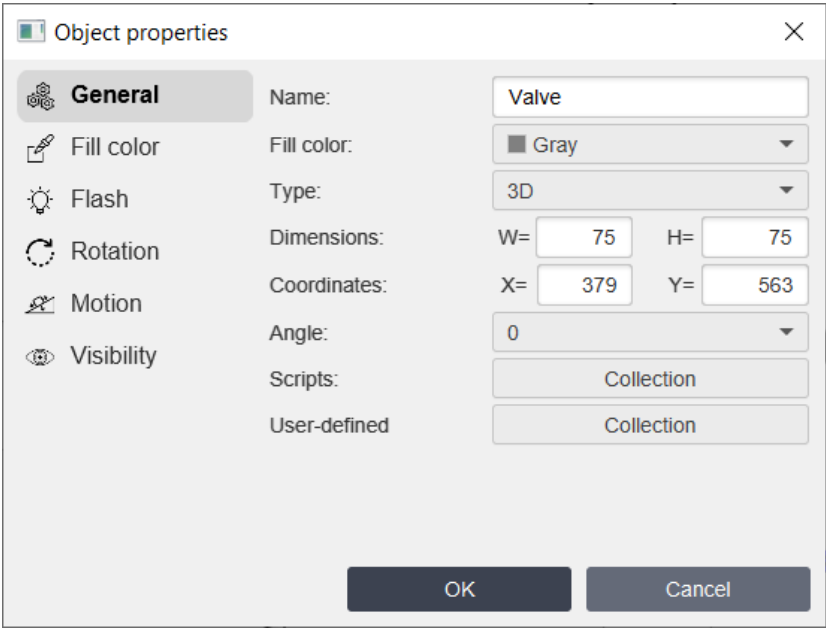 Object properties
General
Fill color
Flash
Rotation
Motion
Visibility
Name: Valve
Fill color: Gray
Type: 3D
Dimensions: W= 75 H= 75
Coordinates: X= 379 Y= 563
Angle: 0
Scripts: Collection
User-defined Collection
OK Cancel